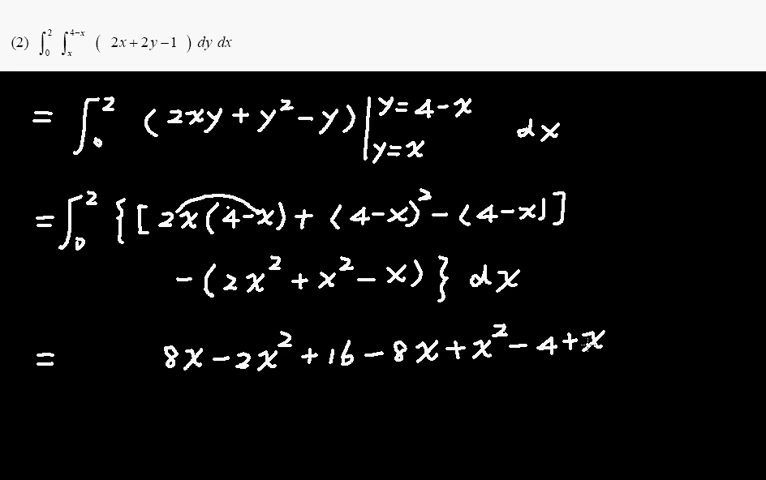 (2) ∫₀² ∫ₓ⁴⁻ˣ ( 2x+2y−1 ) dy dx
= ∫₀² (2xy + y² − y) |y=4−x y=x dx
= ∫₀² {[2x(4−x) + (4−x)² − (4−x)]
− (2x² + x² − x)} dx
= 8x − 2x² + 16 − 8x + x² − 4 + x